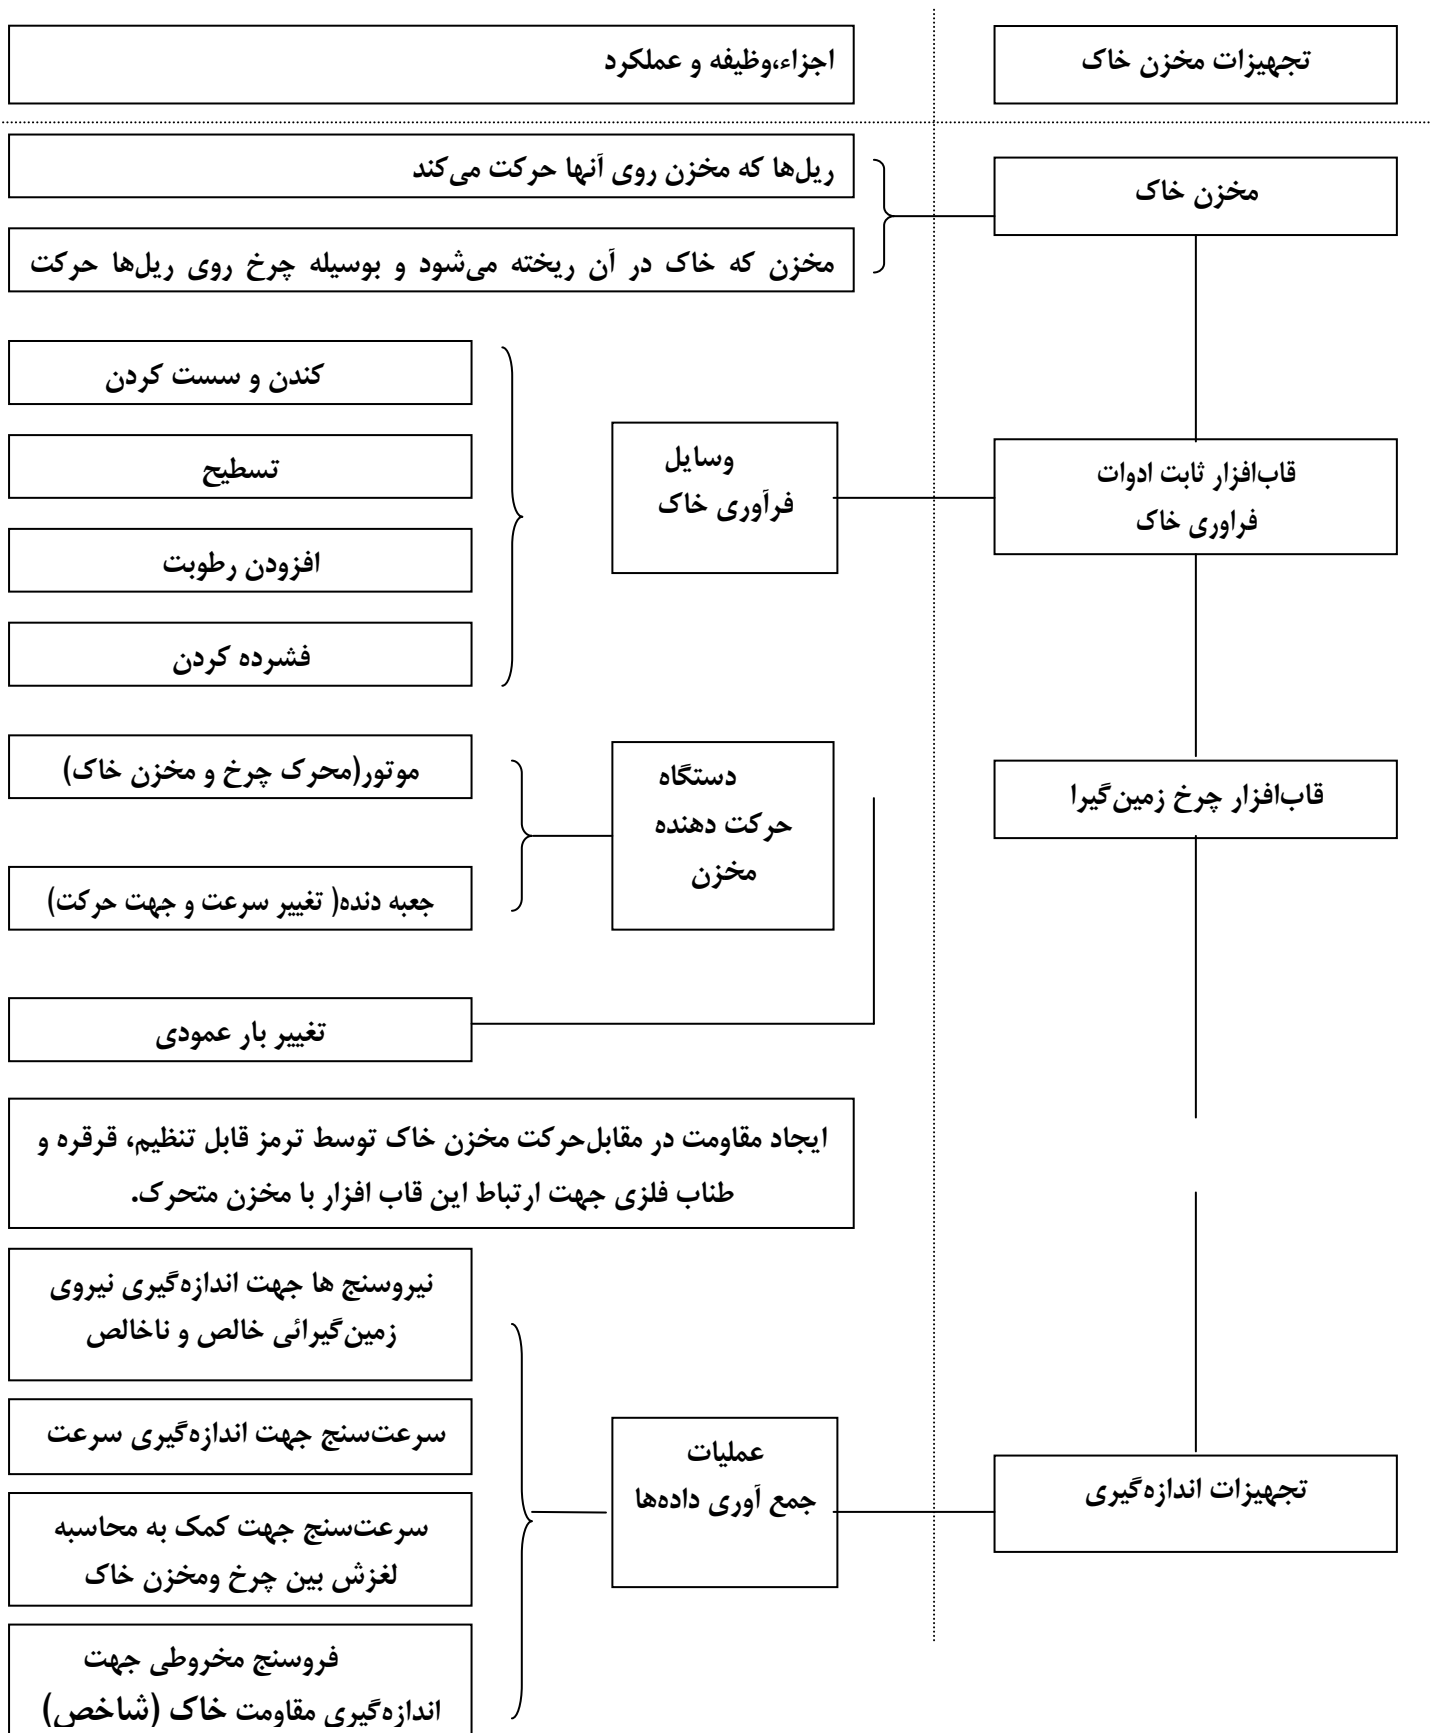 تجهیزات مخزن خاک
اجزاء،وظیفه و عملکرد
مخزن خاک
ریل‌ها که مخزن روی آنها حرکت می‌کند
مخزن که خاک در آن ریخته می‌شود و بوسیله چرخ روی ریل‌ها حرکت
قاب‌افزار ثابت ادوات
فراوری خاک
وسایل
فرآوری خاک
کندن و سست کردن
تسطیح
افزودن رطوبت
فشرده کردن
قاب‌افزار چرخ زمین‌گیرا
دستگاه
حرکت دهنده
مخزن
موتور(محرک چرخ و مخزن خاک)
جعبه دنده( تغییر سرعت و جهت حرکت)
تغییر بار عمودی
ایجاد مقاومت در مقابل‌حرکت مخزن خاک توسط ترمز قابل تنظیم، قرقره و
طناب فلزی جهت ارتباط این قاب افزار با مخزن متحرک.
تجهیزات اندازه‌گیری
عملیات
جمع آوری داده‌ها
نیروسنج ها جهت اندازه‌گیری نیروی
زمین‌گیرائی خالص و ناخالص
سرعت‌سنج جهت اندازه‌گیری سرعت
سرعت‌سنج جهت کمک به محاسبه
لغزش بین چرخ ومخزن خاک
فروسنج مخروطی جهت
اندازه‌گیری مقاومت خاک (شاخص)